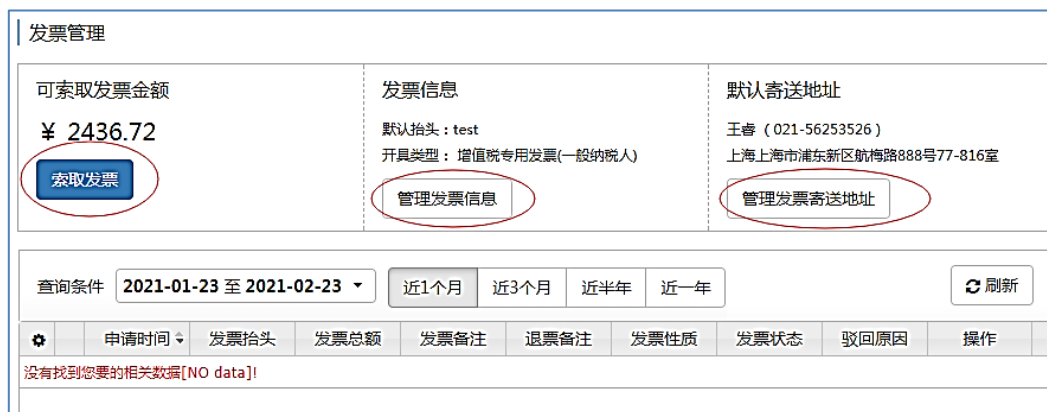 发票管理
可索取发票金额
¥ 2436.72
索取发票
发票信息
默认抬头：test
开具类型： 增值税专用发票(一般纳税人)
管理发票信息
默认寄送地址
王睿 （021-56253526）
上海上海市浦东新区航梅路888号77-816室
管理发票寄送地址
查询条件 2021-01-23 至 2021-02-23 近1个月 近3个月 近半年 近一年 刷新
申请时间 发票抬头 发票总额 发票备注 退票备注 发票性质 发票状态 驳回原因 操作
没有找到您要的相关数据[NO data]!